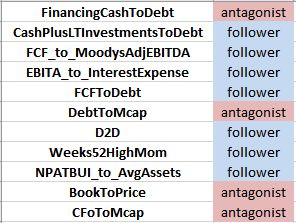 FinancingCashToDebt antagonist
CashPlusLTInvestmentsToDebt follower
FCF_to_MoodysAdjEBITDA follower
EBITA_to_InterestExpense follower
FCFToDebt follower
DebtToMcap antagonist
D2D follower
Weeks52HighMom follower
NPATBUI_to_AvgAssets follower
BookToPrice antagonist
CFoToMcap antagonist